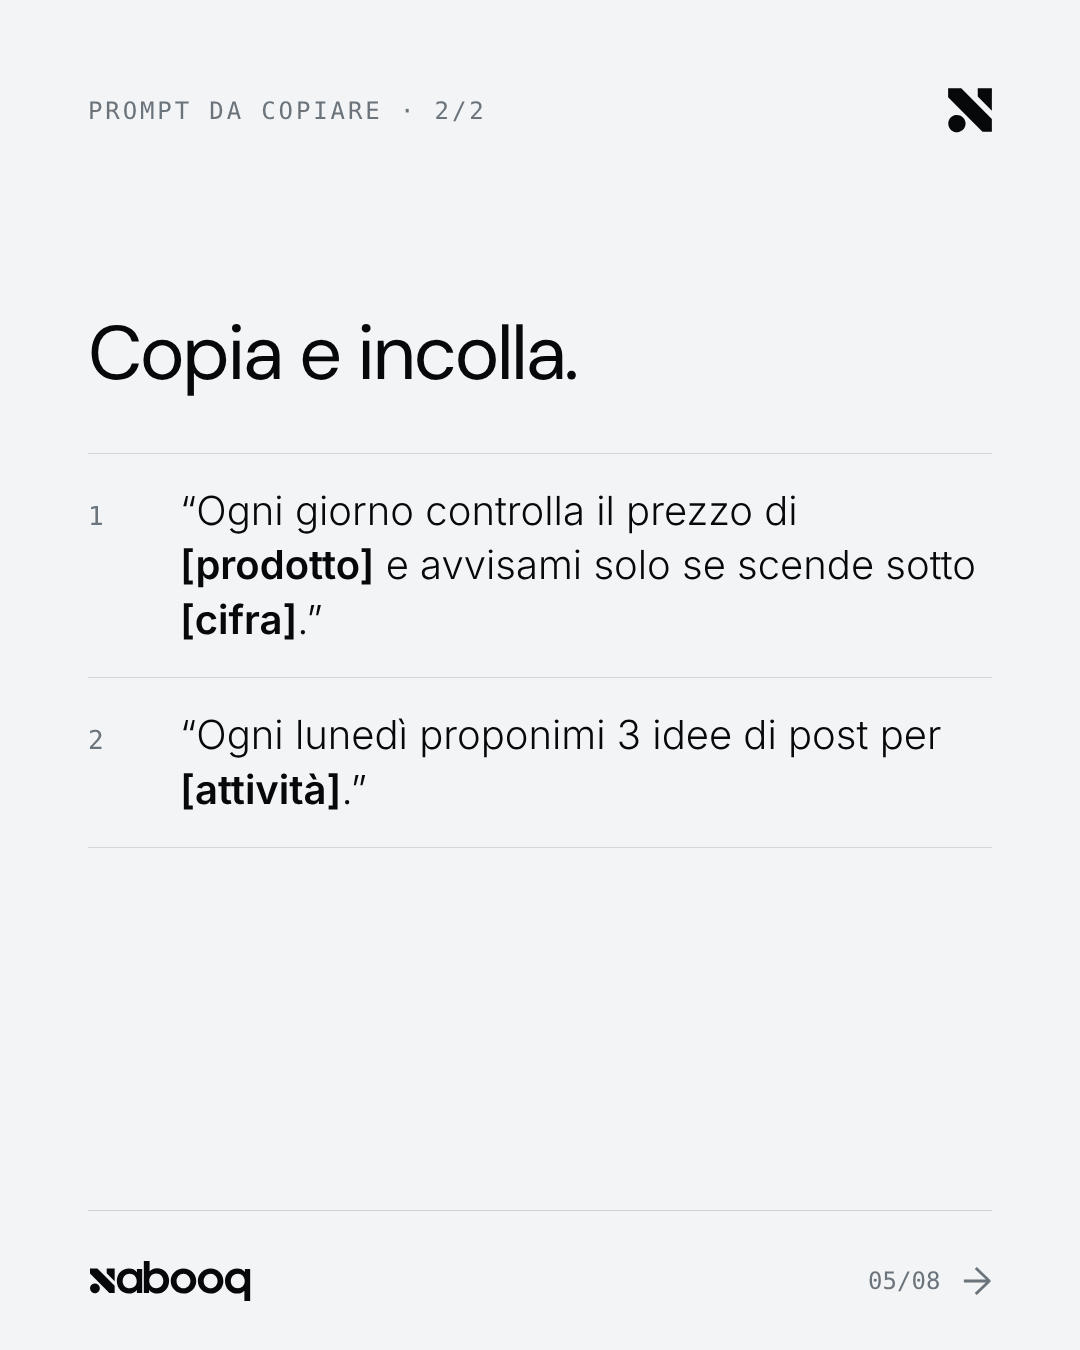 PROMPT DA COPIARE · 2/2
Copia e incolla.
1
“Ogni giorno controlla il prezzo di
[prodotto] e avvisami solo se scende sotto
[cifra].”
2
“Ogni lunedì proponimi 3 idee di post per
[attività].”
nabooq
05/08